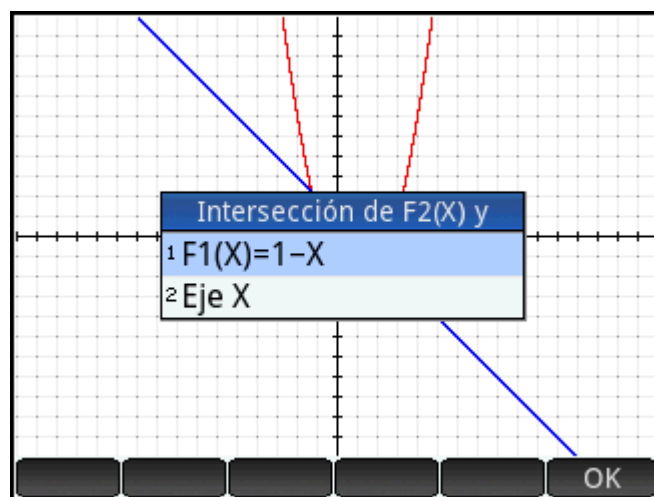 Intersección de F2(X) y
1 F1(X)=1−X
2 Eje X
OK